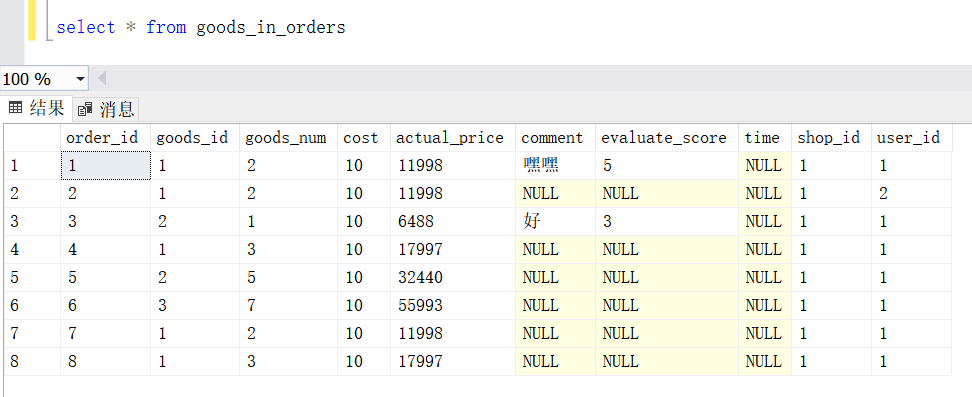 select * from goods_in_orders
100 %
结果 消息
order_id goods_id goods_num cost actual_price comment evaluate_score time shop_id user_id
1 1 1 2 10 11998 嘿嘿 5 NULL 1 1
2 2 1 2 10 11998 NULL NULL NULL 1 2
3 3 2 1 10 6488 好 3 NULL 1 1
4 4 1 3 10 17997 NULL NULL NULL 1 1
5 5 2 5 10 32440 NULL NULL NULL 1 1
6 6 3 7 10 55993 NULL NULL NULL 1 1
7 7 1 2 10 11998 NULL NULL NULL 1 1
8 8 1 3 10 17997 NULL NULL NULL 1 1